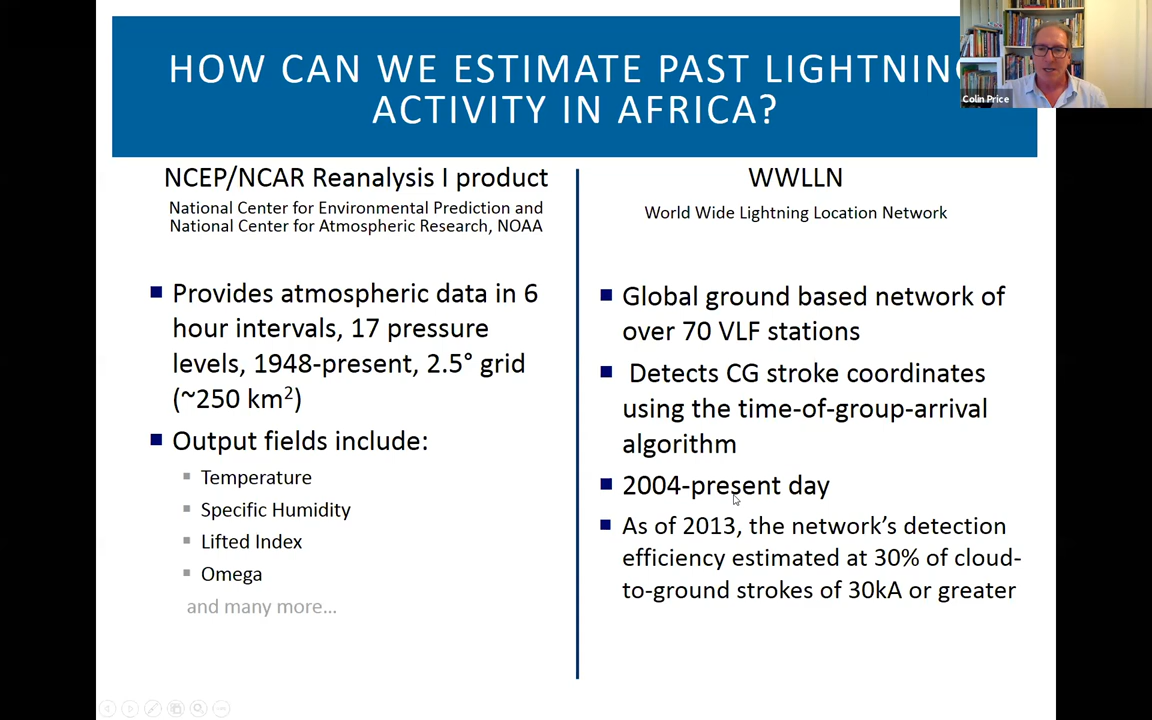 HOW CAN WE ESTIMATE PAST LIGHTNING
ACTIVITY IN AFRICA?
Colin Price
NCEP/NCAR Reanalysis I product
National Center for Environmental Prediction and
National Center for Atmospheric Research, NOAA
Provides atmospheric data in 6
hour intervals, 17 pressure
levels, 1948-present, 2.5° grid
(~250 km²)
Output fields include:
Temperature
Specific Humidity
Lifted Index
Omega
and many more...
WWLLN
World Wide Lightning Location Network
Global ground based network of
over 70 VLF stations
Detects CG stroke coordinates
using the time-of-group-arrival
algorithm
2004-present day
As of 2013, the network's detection
efficiency estimated at 30% of cloud-
to-ground strokes of 30kA or greater